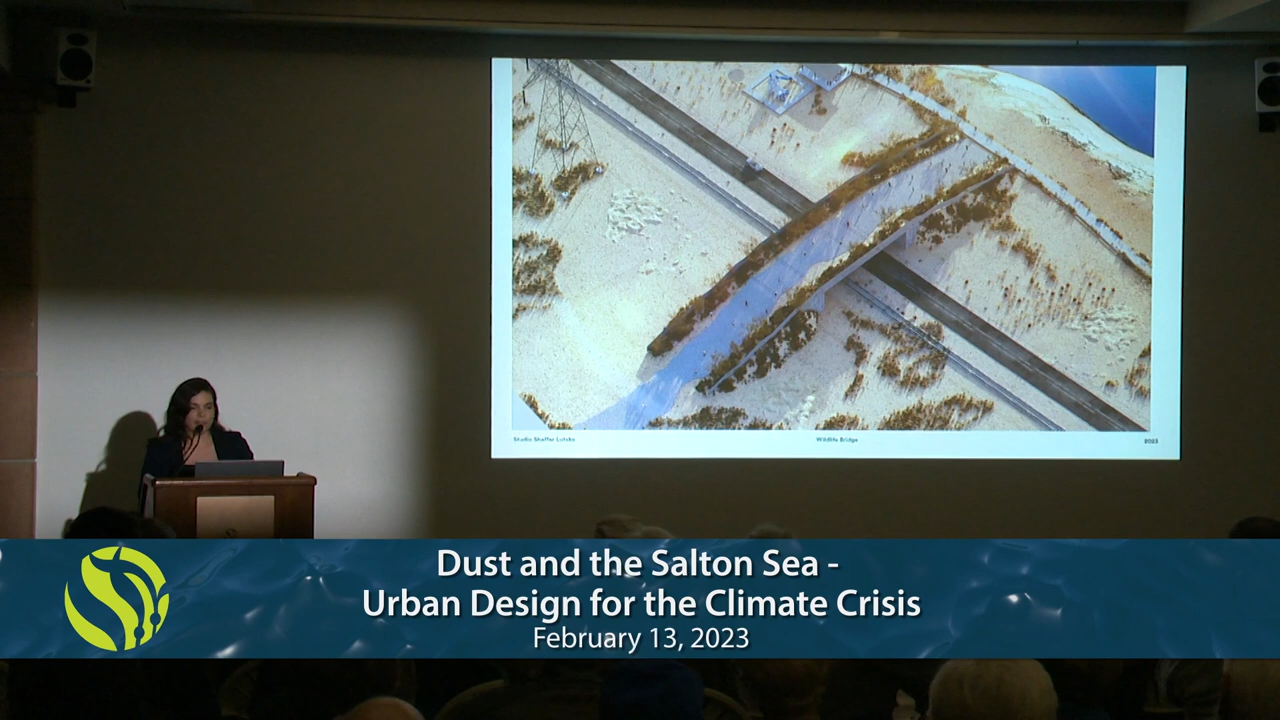 Studio Shaffer Lutsko
Wildlife Bridge
2023
Dust and the Salton Sea -
Urban Design for the Climate Crisis
February 13, 2023